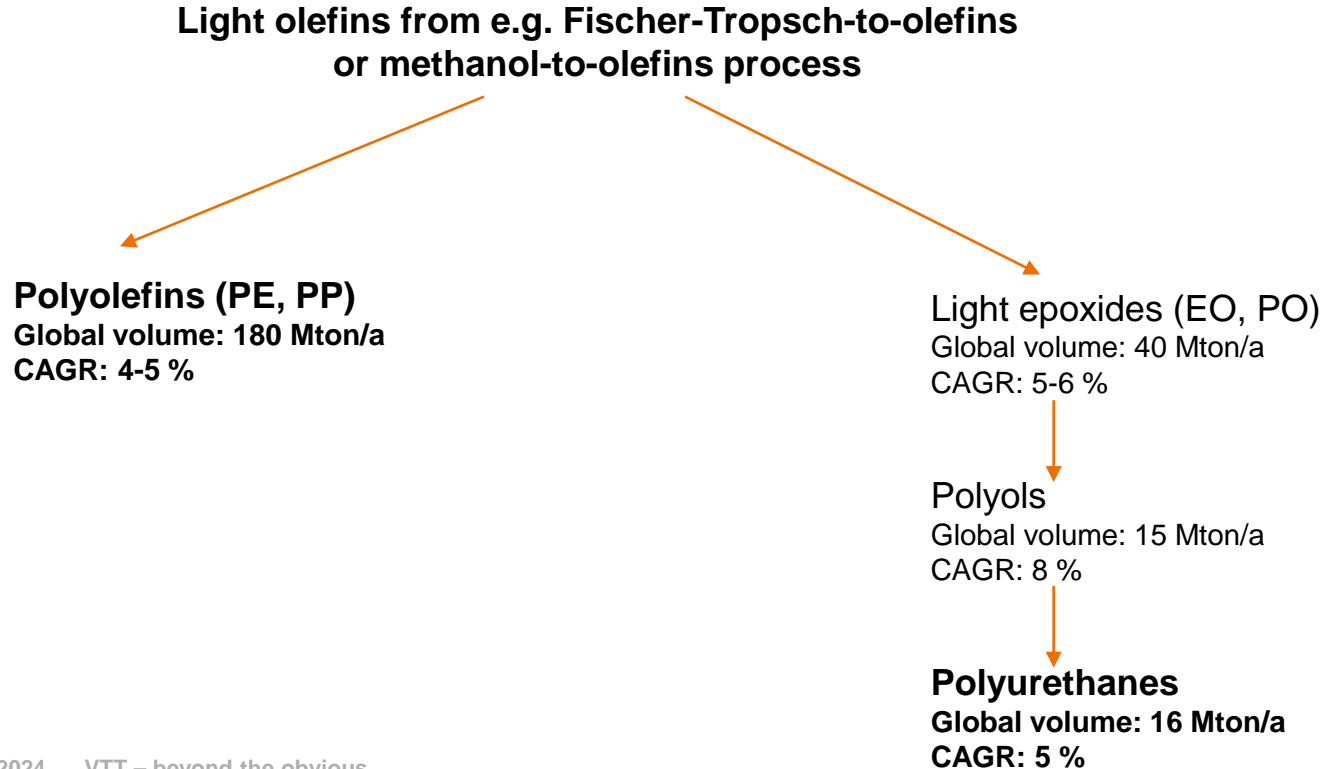 Light olefins from e.g. Fischer-Tropsch-to-olefins
or methanol-to-olefins process
Polyolefins (PE, PP)
Global volume: 180 Mton/a
CAGR: 4-5 %
Light epoxides (EO, PO)
Global volume: 40 Mton/a
CAGR: 5-6 %
Polyols
Global volume: 15 Mton/a
CAGR: 8 %
Polyurethanes
Global volume: 16 Mton/a
CAGR: 5 %
2024 VTT – beyond the obvious